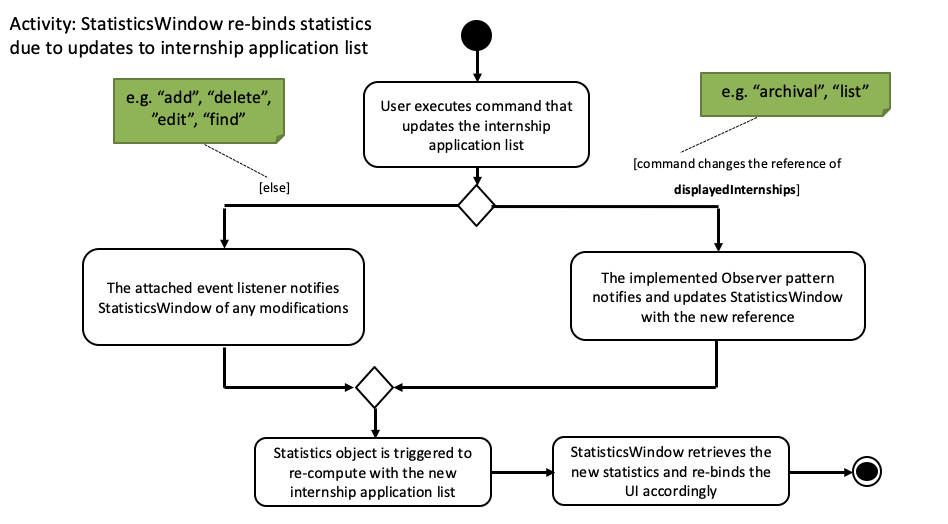 Activity: StatisticsWindow re-binds statistics
due to updates to internship application list
e.g. “add”, “delete”,
”edit”, “find”
User executes command that
updates the internship
application list
e.g. “archival”, “list”
[command changes the reference of
displayedInternships]
[else]
The attached event listener notifies
StatisticsWindow of any modifications
The implemented Observer pattern
notifies and updates StatisticsWindow
with the new reference
Statistics object is triggered to
re-compute with the new
internship application list
StatisticsWindow retrieves the
new statistics and re-binds the
UI accordingly